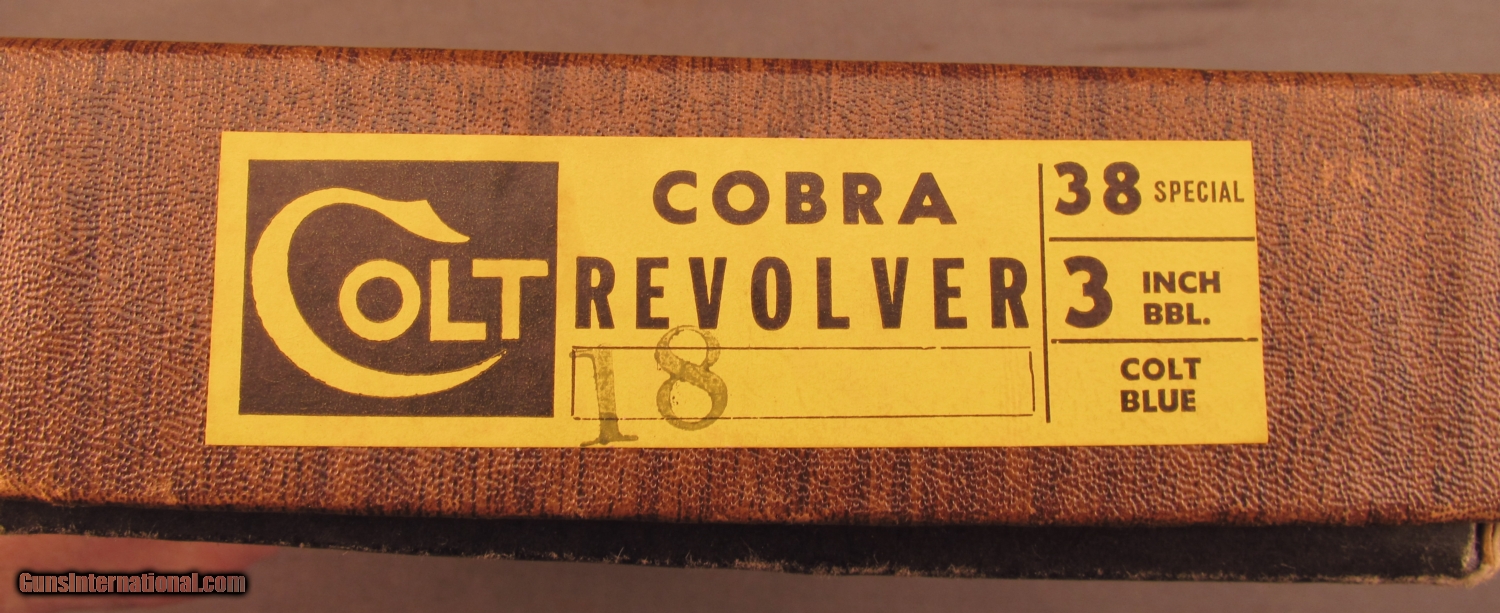 COLT
COBRA
REVOLVER
18
38 SPECIAL
3 INCH
BBL.
COLT
BLUE
GunsInternational.com